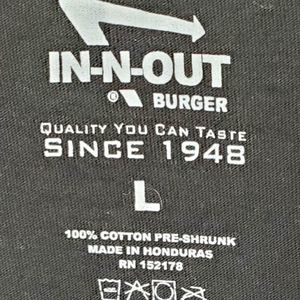 IN-N-OUT
® BURGER
QUALITY YOU CAN TASTE
SINCE 1948
L
100% COTTON PRE-SHRUNK
MADE IN HONDURAS
RN 152178